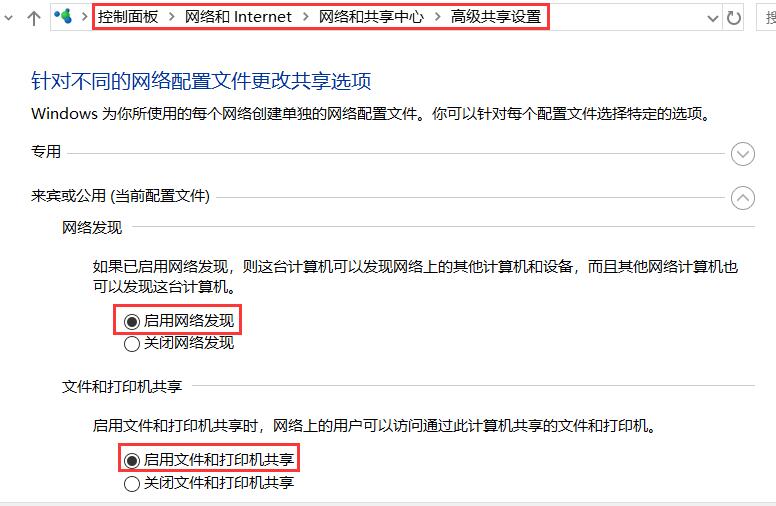 控制面板 > 网络和 Internet > 网络和共享中心 > 高级共享设置
针对不同的网络配置文件更改共享选项
Windows 为你所使用的每个网络创建单独的网络配置文件。你可以针对每个配置文件选择特定的选项。
专用
来宾或公用 (当前配置文件)
网络发现
如果已启用网络发现，则这台计算机可以发现网络上的其他计算机和设备，而且其他网络计算机也
可以发现这台计算机。
启用网络发现
关闭网络发现
文件和打印机共享
启用文件和打印机共享时，网络上的用户可以访问通过此计算机共享的文件和打印机。
启用文件和打印机共享
关闭文件和打印机共享